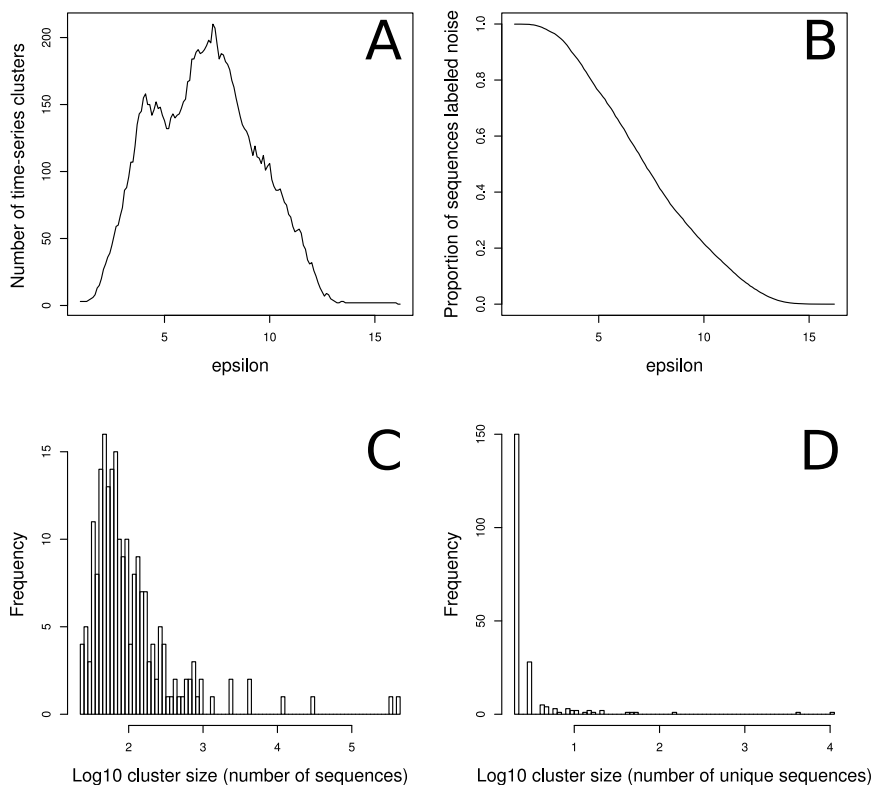 A
Number of time-series clusters
0
50
100
150
200
5
10
15
epsilon
B
Proportion of sequences labeled noise
0.0
0.2
0.4
0.6
0.8
1.0
5
10
15
epsilon
C
Frequency
0
5
10
15
2
3
4
5
Log10 cluster size (number of sequences)
D
Frequency
0
50
100
150
1
2
3
4
Log10 cluster size (number of unique sequences)